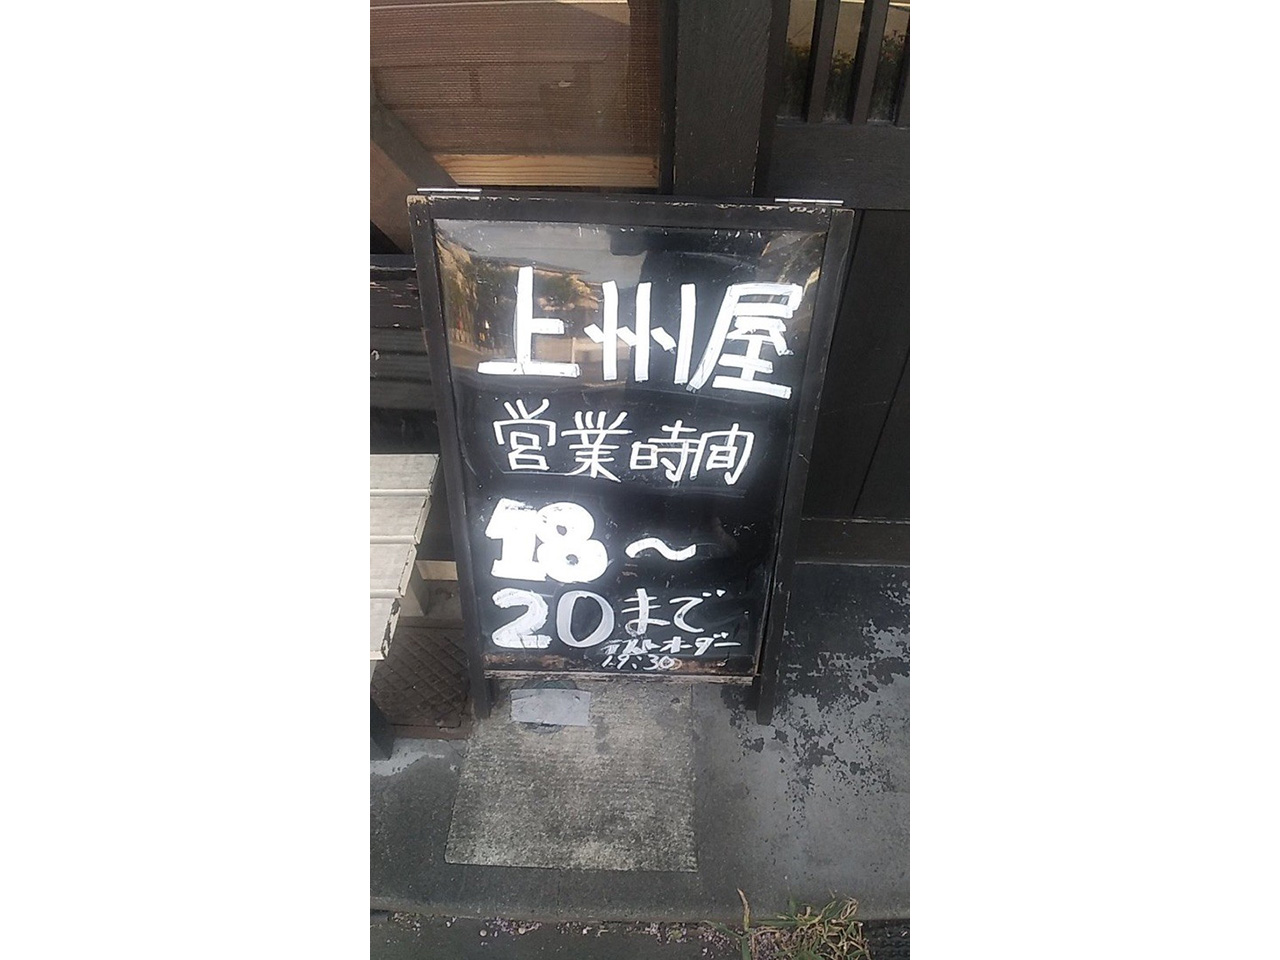 上州屋
営業時間
18〜
20まで
ラストオーダー
19:30